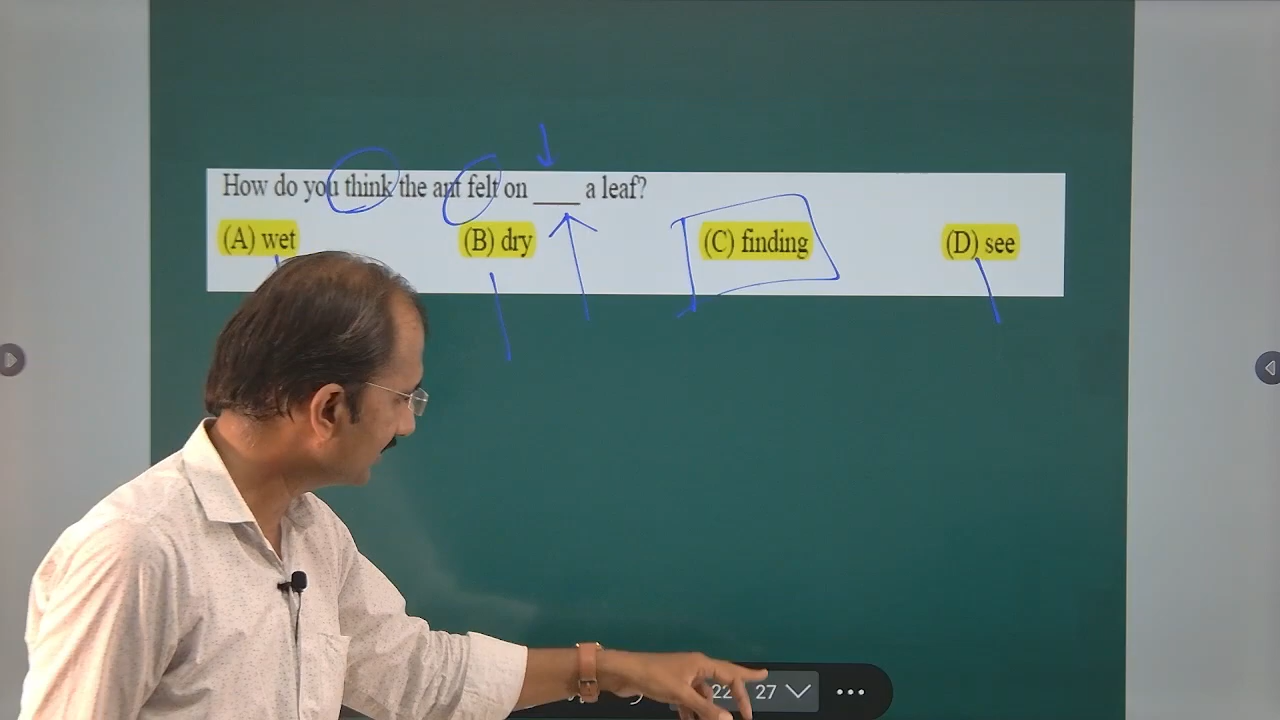 How do you think the ant felt on ____ a leaf?
(A) wet (B) dry (C) finding (D) see
22 27